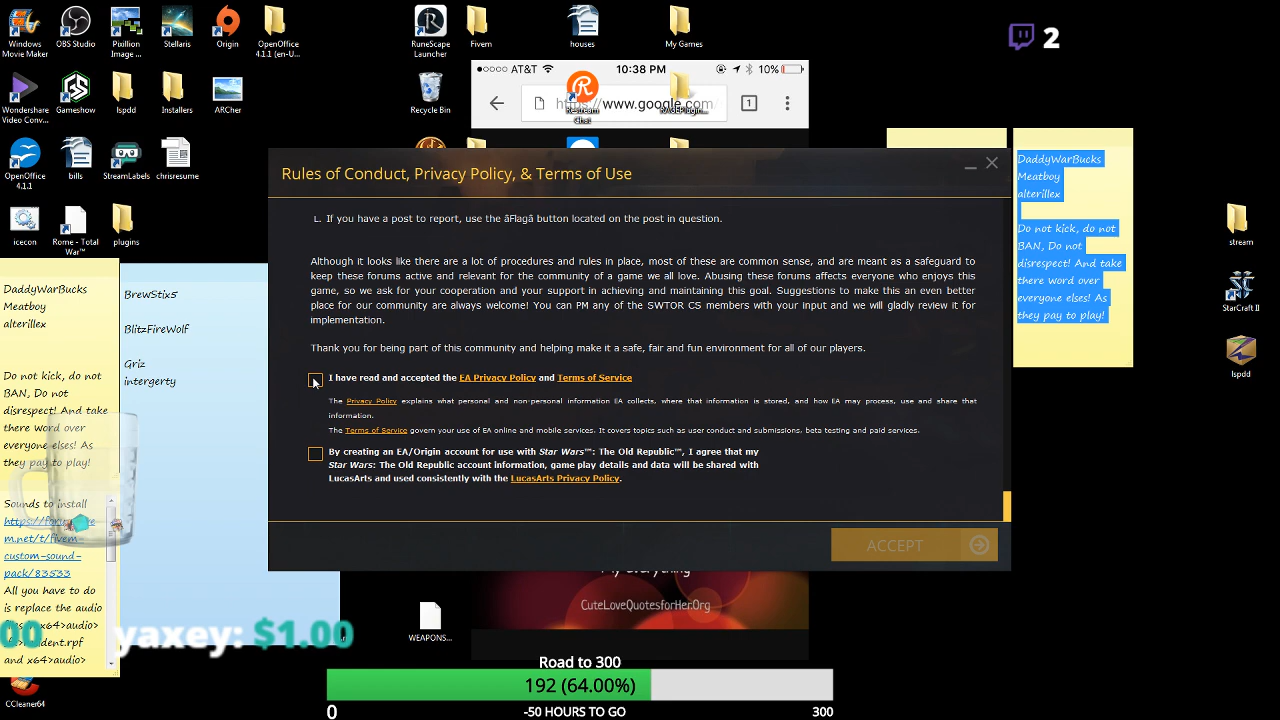 Windows
Movie Maker
OBS Studio
Pixillion
Image ...
Stellaris
Origin
OpenOffice
4.1.1 (en-U...
RuneScape
Launcher
Fivem
houses
My Games
2
Wondershare
Video Conv...
Gameshow
lspdd
Installers
ARCher
Recycle Bin
AT&T
10:38 PM
10%
https://www.google.com/
1
Restream
Chat
RAGEPlugin...
OpenOffice
4.1.1
bills
StreamLabels
chrisresume
icecon
Rome - Total
War™
plugins
Rules of Conduct, Privacy Policy, & Terms of Use
L. If you have a post to report, use the âFlagâ button located on the post in question.
Although it looks like there are a lot of procedures and rules in place, most of these are common sense, and are meant as a safeguard to
keep these forums active and relevant for the community of a game we all love. Abusing these forums affects everyone who enjoys this
game, so we ask for your cooperation and your support in achieving and maintaining this goal. Suggestions to make this an even better
place for our community are always welcome! You can PM any of the SWTOR CS members with your input and we will gladly review it for
implementation.
Thank you for being part of this community and helping make it a safe, fair and fun environment for all of our players.
I have read and accepted the EA Privacy Policy and Terms of Service
The Privacy Policy explains what personal and non-personal information EA collects, where that information is stored, and how EA may process, use and share that
information.
The Terms of Service govern your use of EA online and mobile services. It covers topics such as user conduct and submissions, beta testing and paid services.
By creating an EA/Origin account for use with Star Wars™: The Old Republic™, I agree that my
Star Wars: The Old Republic account information, game play details and data will be shared with
LucasArts and used consistently with the LucasArts Privacy Policy.
ACCEPT
DaddyWarBucks
Meatboy
alterillex
Do not kick, do not
BAN, Do not
disrespect! And take
there word over
everyone elses! As
they pay to play!
stream
StarCraft II
lspdd
DaddyWarBucks
Meatboy
alterillex
Do not kick, do not
BAN, Do not
disrespect! And take
there word over
everyone elses! As
they pay to play!
Sounds to install
m.net/t/fivem-
custom-sound-
pack/83533
All you have to do
is replace the audio
x64>audio>
and x64>audio>
BrewStix5
BlitzFireWolf
Griz
intergerty
00 yaxey: $1.00
CCleaner64
My everything
CuteLoveQuotesforHer.Org
WEAPONS...
Road to 300
192 (64.00%)
0
-50 HOURS TO GO
300